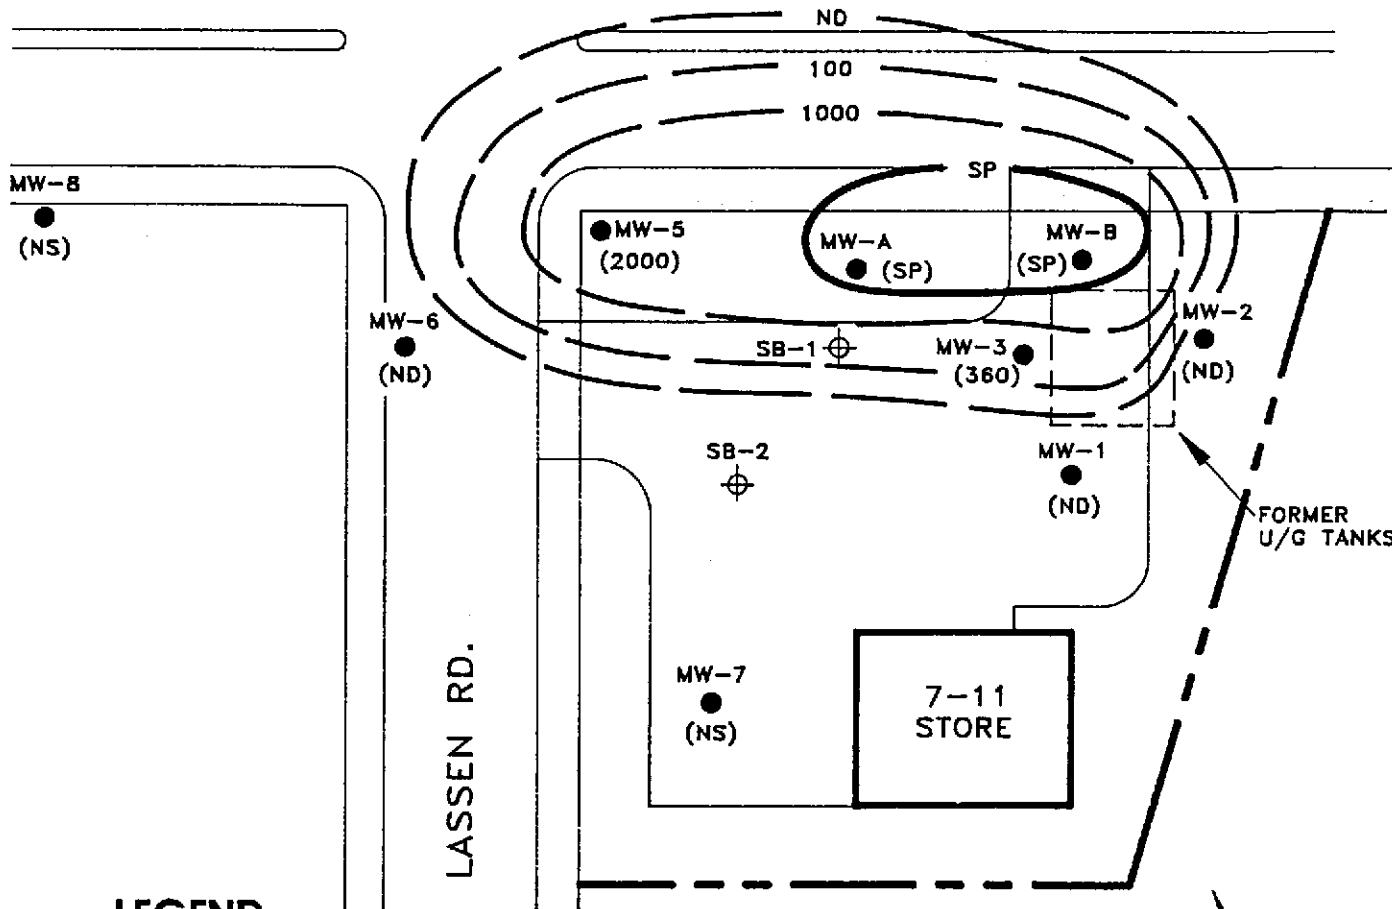 ND
100
1000
SP
MW-8
(NS)
MW-5
(2000)
MW-A
(SP)
MW-B
(SP)
MW-6
(ND)
SB-1
MW-3
(360)
MW-2
(ND)
SB-2
MW-1
(ND)
FORMER
U/G TANKS
LASSEN RD.
MW-7
(NS)
7-11
STORE
LEGEND